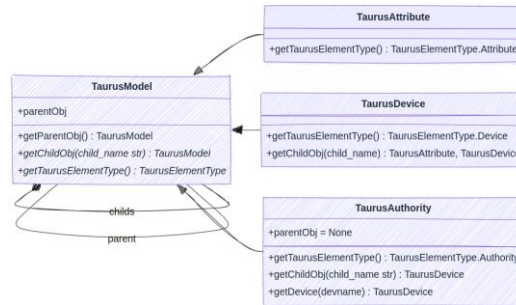 TaurusAttribute
+getTaurusElementType() : TaurusElementType.Attribute
TaurusModel
+parentObj
+getParentObj() : TaurusModel
+getChildObj(child_name str) : TaurusModel
+getTaurusElementType() : TaurusElementType
childs
parent
TaurusDevice
+getTaurusElementType() : TaurusElementType.Device
+getChildObj(child_name) : TaurusAttribute, TaurusDevice
TaurusAuthority
+parentObj = None
+getTaurusElementType() : TaurusElementType.Authority
+getChildObj(child_name str) : TaurusDevice
+getDevice(devname) : TaurusDevice